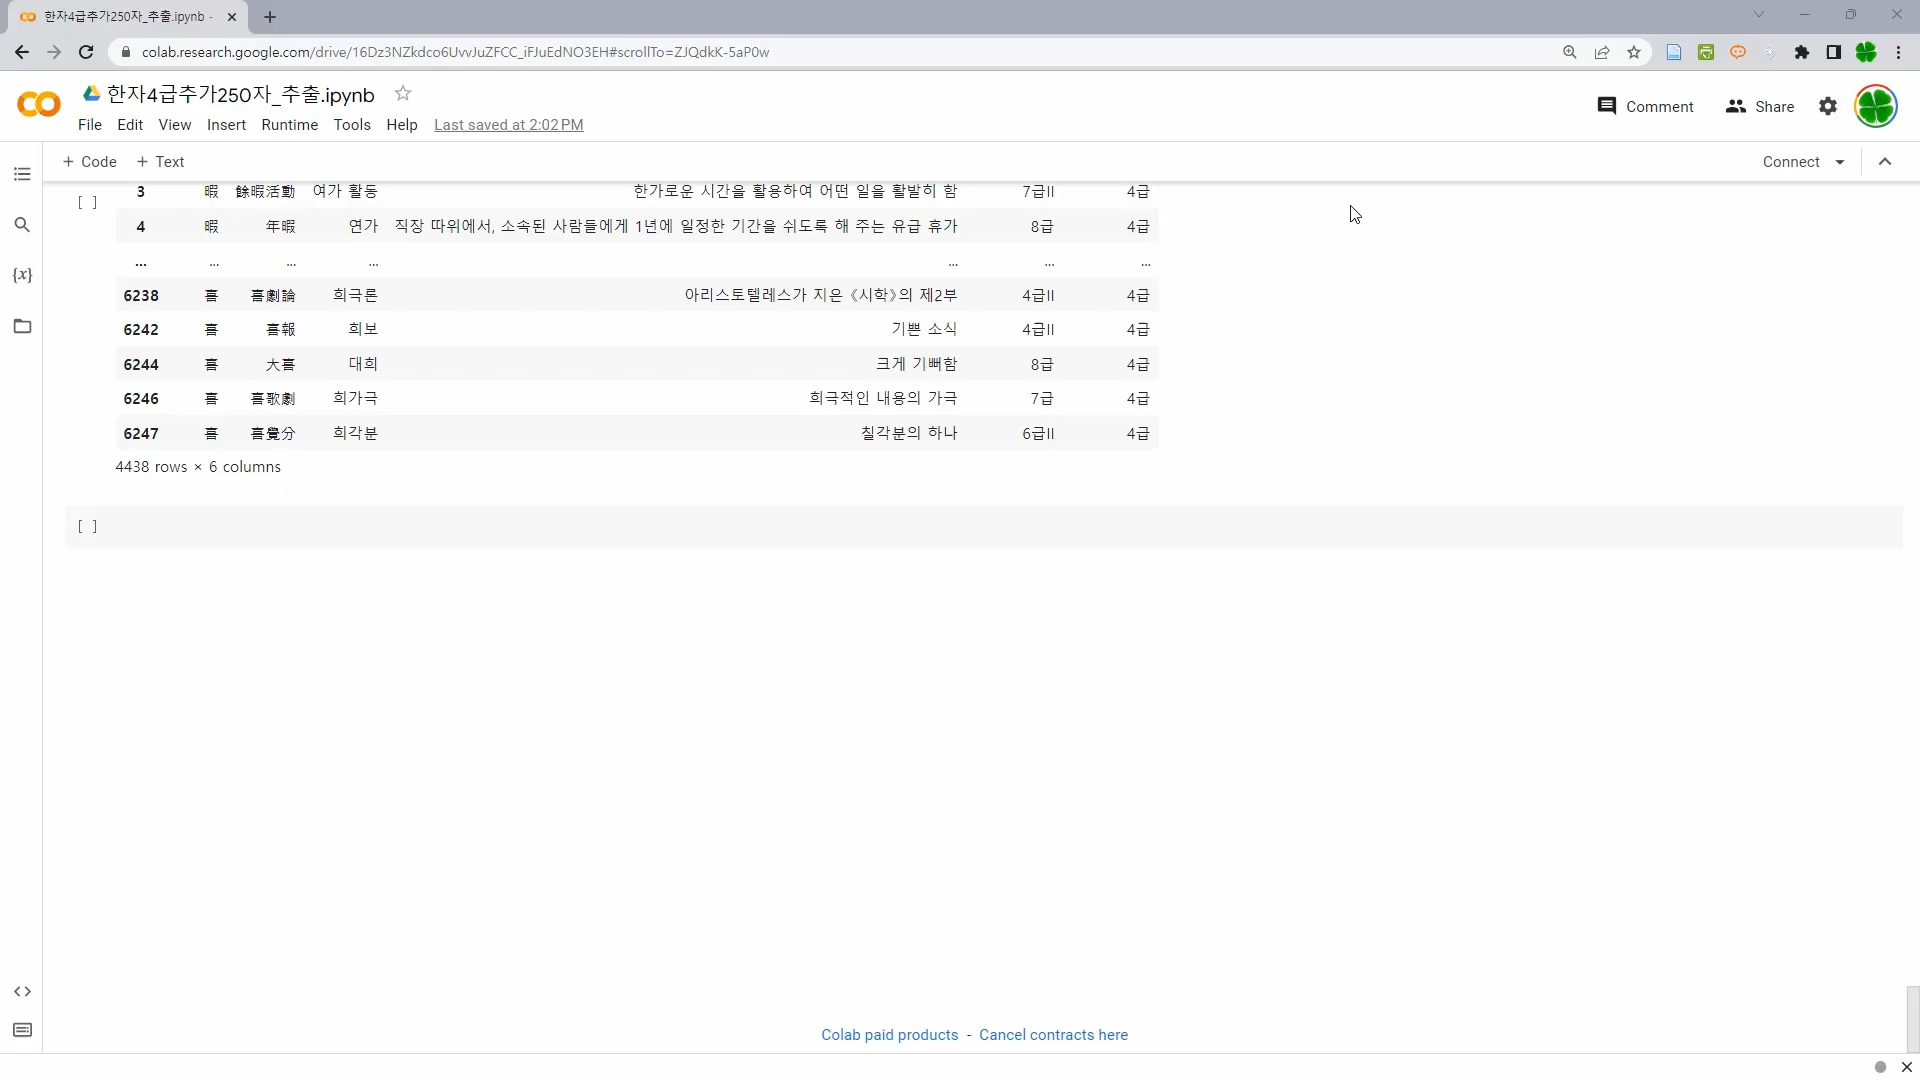 한자4급추가250자_추출.ipynb -
colab.research.google.com/drive/16Dz3NZkdco6UvvJuZFCC_iFJuEdNO3EH#scrollTo=ZJQdkK-5aP0w
한자4급추가250자_추출.ipynb
Comment Share
File Edit View Insert Runtime Tools Help Last saved at 2:02 PM
+ Code + Text Connect
[ ] 3 暇 餘暇活動 여가 활동 한가로운 시간을 활용하여 어떤 일을 활발히 함 7급II 4급
4 暇 年暇 연가 직장 따위에서, 소속된 사람들에게 1년에 일정한 기간을 쉬도록 해 주는 유급 휴가 8급 4급
... ... ... ... ... ... ...
6238 喜 喜劇論 희극론 아리스토텔레스가 지은 《시학》의 제2부 4급II 4급
6242 喜 喜報 희보 기쁜 소식 4급II 4급
6244 喜 大喜 대희 크게 기뻐함 8급 4급
6246 喜 喜歌劇 희가극 희극적인 내용의 가극 7급 4급
6247 喜 喜覺分 희각분 칠각분의 하나 6급II 4급
4438 rows × 6 columns
[ ]
Colab paid products - Cancel contracts here